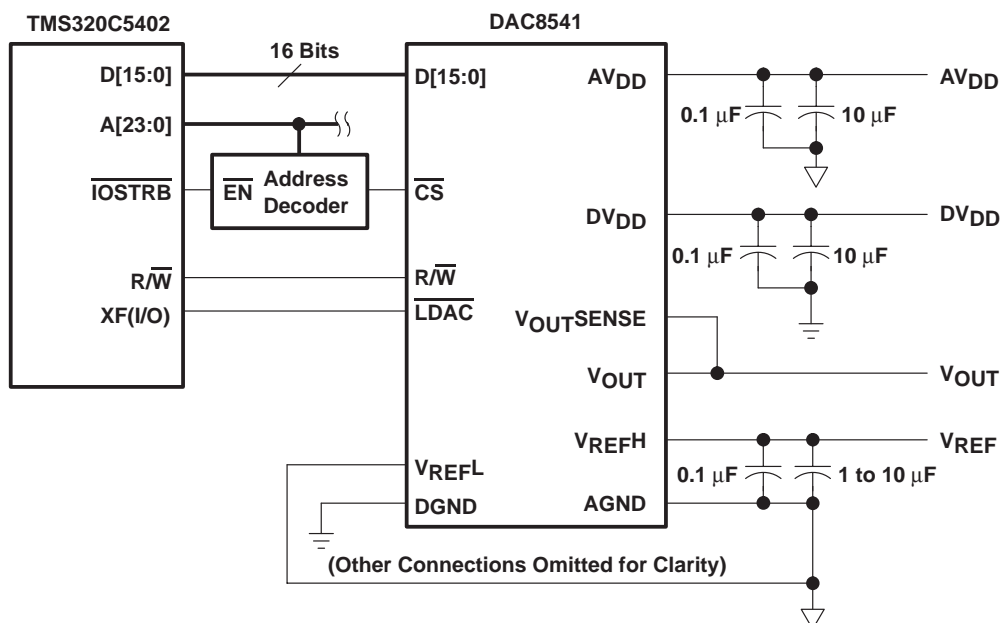 TMS320C5402
DAC8541
16 Bits
D[15:0]
D[15:0]
AVDD
AVDD
0.1 μF
10 μF
A[23:0]
IOSTRB
EN
Address
Decoder
CS
DVDD
DVDD
0.1 μF
10 μF
R/W
R/W
XF(I/O)
LDAC
VOUTSENSE
VOUT
VOUT
VREFH
VREF
0.1 μF
1 to 10 μF
VREFL
DGND
AGND
(Other Connections Omitted for Clarity)